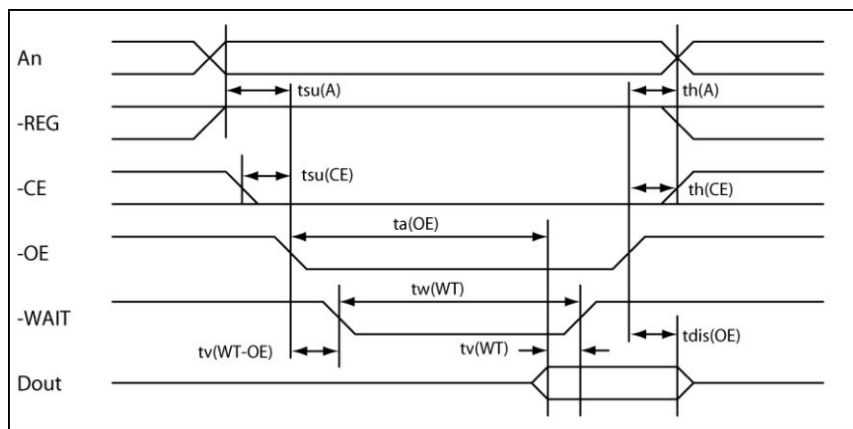 An
tsu(A)
th(A)
-REG
-CE
tsu(CE)
th(CE)
ta(OE)
-OE
tw(WT)
-WAIT
tv(WT-OE)
tv(WT)
tdis(OE)
Dout